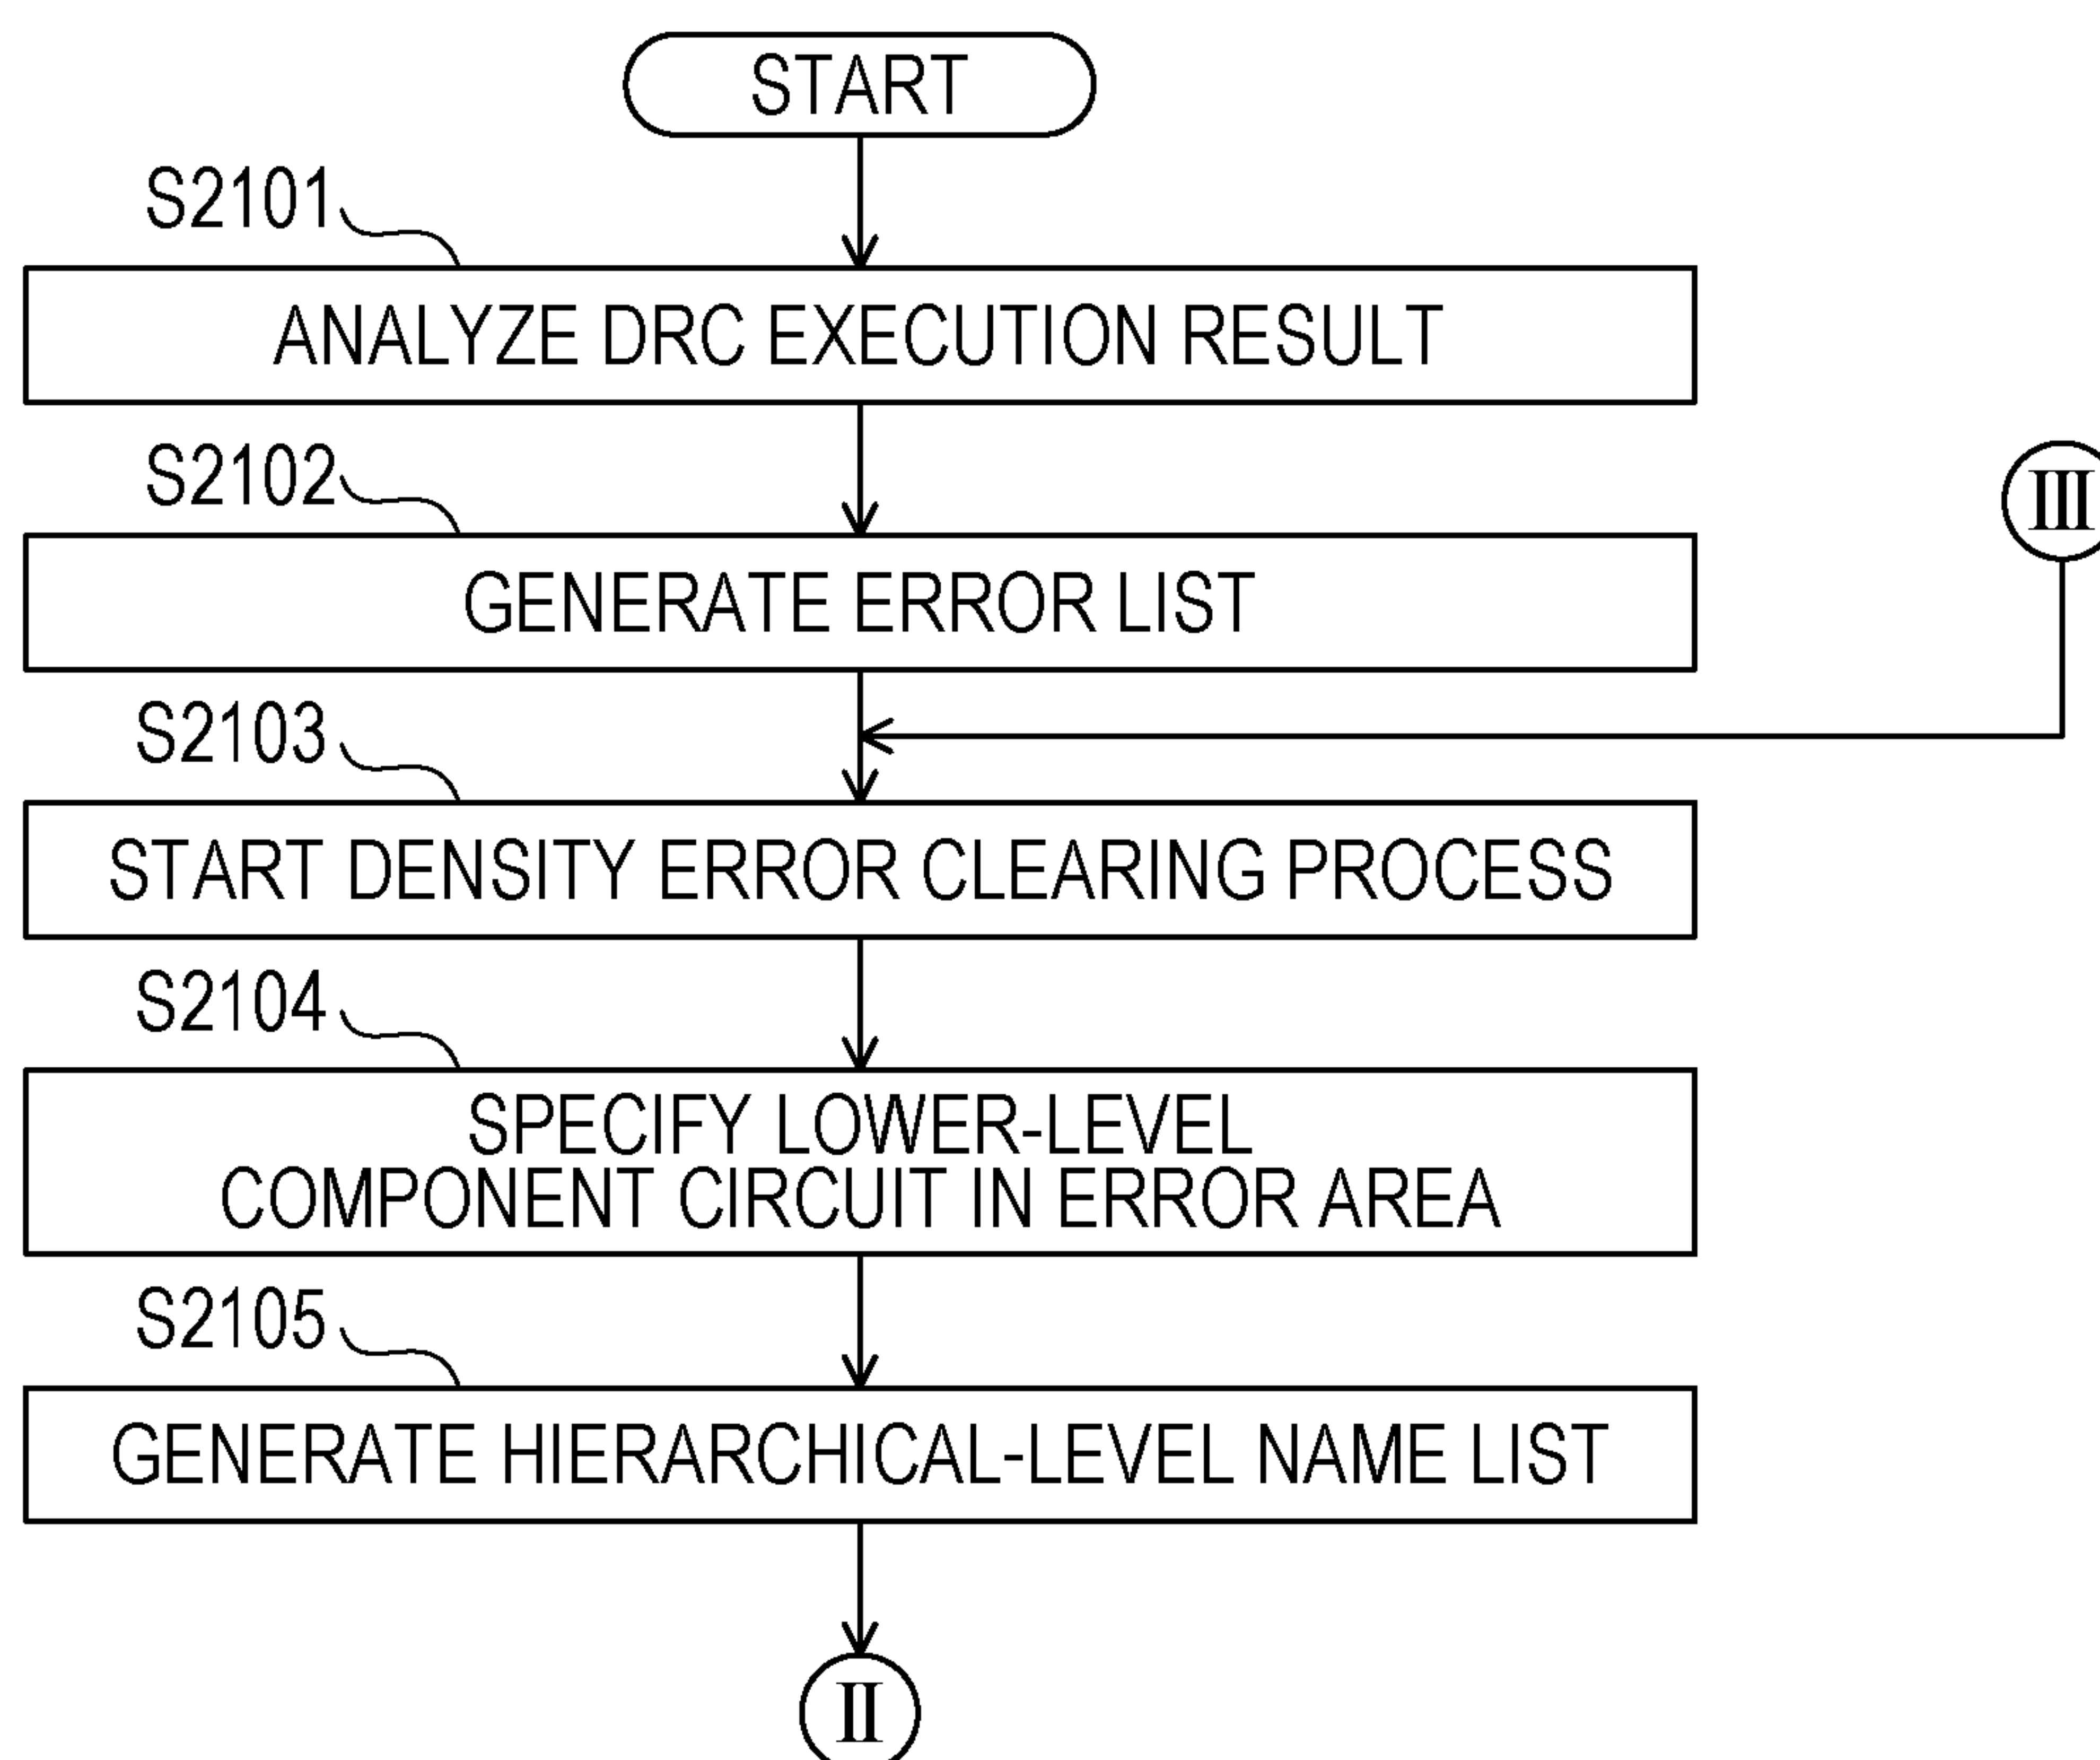 START
S2101
ANALYZE DRC EXECUTION RESULT
S2102
III
GENERATE ERROR LIST
S2103
START DENSITY ERROR CLEARING PROCESS
S2104
SPECIFY LOWER-LEVEL
COMPONENT CIRCUIT IN ERROR AREA
S2105
GENERATE HIERARCHICAL-LEVEL NAME LIST
II